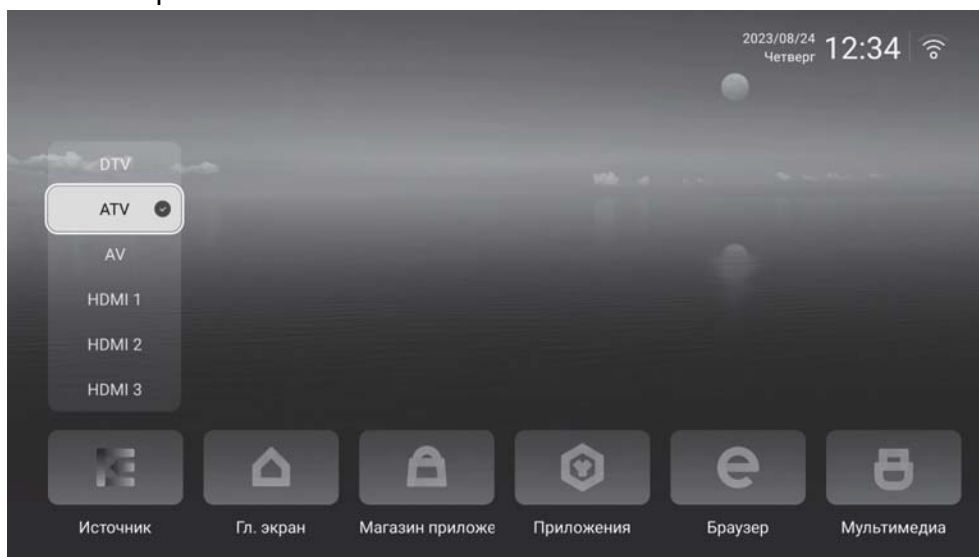 2023/08/24
Четверг
12:34
DTV
ATV
AV
HDMI 1
HDMI 2
HDMI 3
Источник
Гл. экран
Магазин приложе
Приложения
Браузер
Мультимедиа